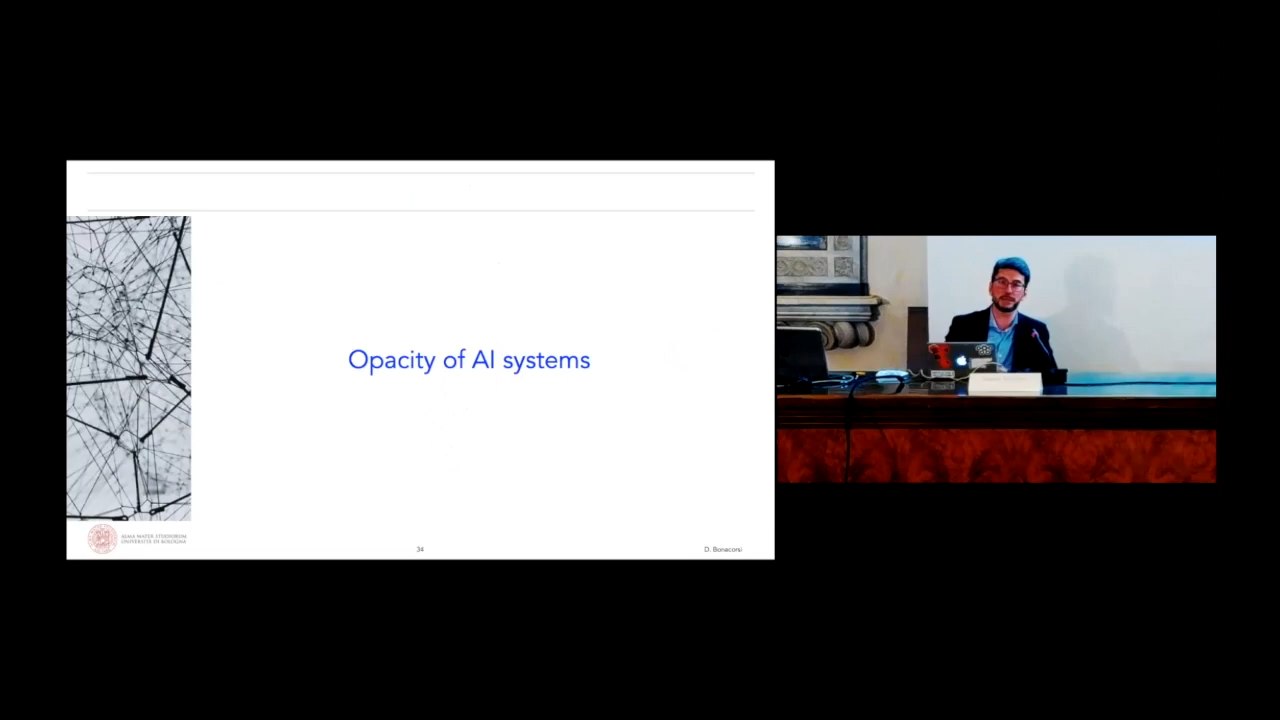 Opacity of AI systems
ALMA MATER STUDIORUM
UNIVERSITÀ DI BOLOGNA
34
D. Bonacorsi